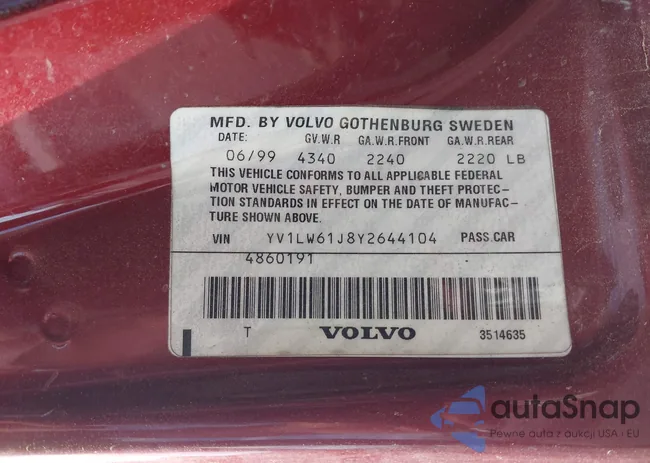 MFD. BY VOLVO GOTHENBURG SWEDEN
DATE: GV.W.R GA.W.R.FRONT GA.W.R.REAR
06/99 4340 2240 2220 LB
THIS VEHICLE CONFORMS TO ALL APPLICABLE FEDERAL
MOTOR VEHICLE SAFETY, BUMPER AND THEFT PROTEC-
TION STANDARDS IN EFFECT ON THE DATE OF MANUFAC-
TURE SHOWN ABOVE.
VIN YV1LW61J8Y2644104 PASS.CAR
4860191
T VOLVO 3514635
autaSnap
Pewne auta z aukcji USA i EU